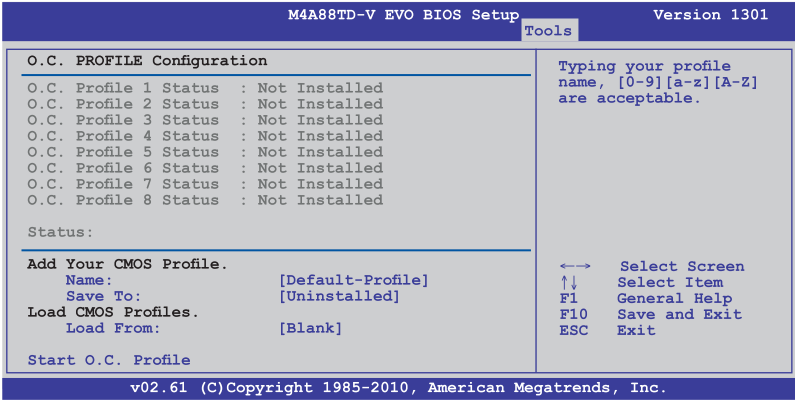 M4A88TD-V EVO BIOS Setup Version 1301
Tools
O.C. PROFILE Configuration
O.C. Profile 1 Status : Not Installed
O.C. Profile 2 Status : Not Installed
O.C. Profile 3 Status : Not Installed
O.C. Profile 4 Status : Not Installed
O.C. Profile 5 Status : Not Installed
O.C. Profile 6 Status : Not Installed
O.C. Profile 7 Status : Not Installed
O.C. Profile 8 Status : Not Installed
Status:
Add Your CMOS Profile.
Name: [Default-Profile]
Save To: [Uninstalled]
Load CMOS Profiles.
Load From: [Blank]
Start O.C. Profile
Typing your profile
name, [0-9][a-z][A-Z]
are acceptable.
←→ Select Screen
↑↓ Select Item
F1 General Help
F10 Save and Exit
ESC Exit
v02.61 (C)Copyright 1985-2010, American Megatrends, Inc.